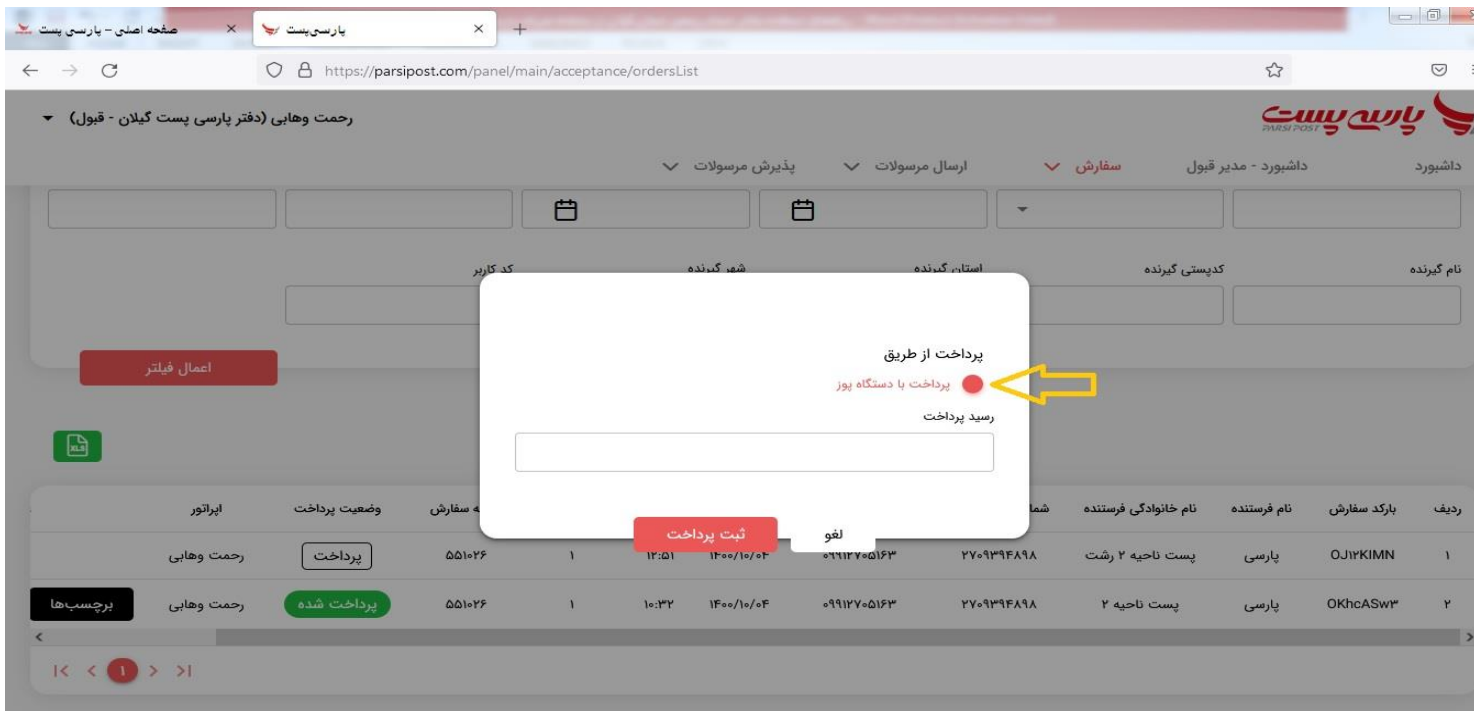 صفحه اصلی – پارسی پست
پارسی‌پست
https://parsipost.com/panel/main/acceptance/ordersList
پارسی پست
PARSI POST
رحمت وهابی (دفتر پارسی پست گیلان - قبول)
داشبورد
داشبورد - مدیر قبول
سفارش
ارسال مرسولات
پذیرش مرسولات
نام گیرنده
کدپستی گیرنده
استان گیرنده
شهر گیرنده
کد کاربر
اعمال فیلتر
پرداخت از طریق
پرداخت با دستگاه پوز
رسید پرداخت
لغو
ثبت پرداخت
XLS
ردیف بارکد سفارش نام فرستنده نام خانوادگی فرستنده سفارش وضعیت پرداخت اپراتور
۱ OJ۱۲KIMN پارسی پست ناحیه ۲ رشت ۲۷۰۹۳۹۴۸۹۸ ۰۹۹۱۲۷۰۵۱۶۳ ۱۴۰۰/۱۰/۰۴ ۱۲:۵۱ ۱ ۵۵۱۰۲۶ پرداخت رحمت وهابی
۲ OKhcASw۳ پارسی پست ناحیه ۲ ۲۷۰۹۳۹۴۸۹۸ ۰۹۹۱۲۷۰۵۱۶۳ ۱۴۰۰/۱۰/۰۴ ۱۰:۳۲ ۱ ۵۵۱۰۲۶ پرداخت شده رحمت وهابی برچسب‌ها
۱